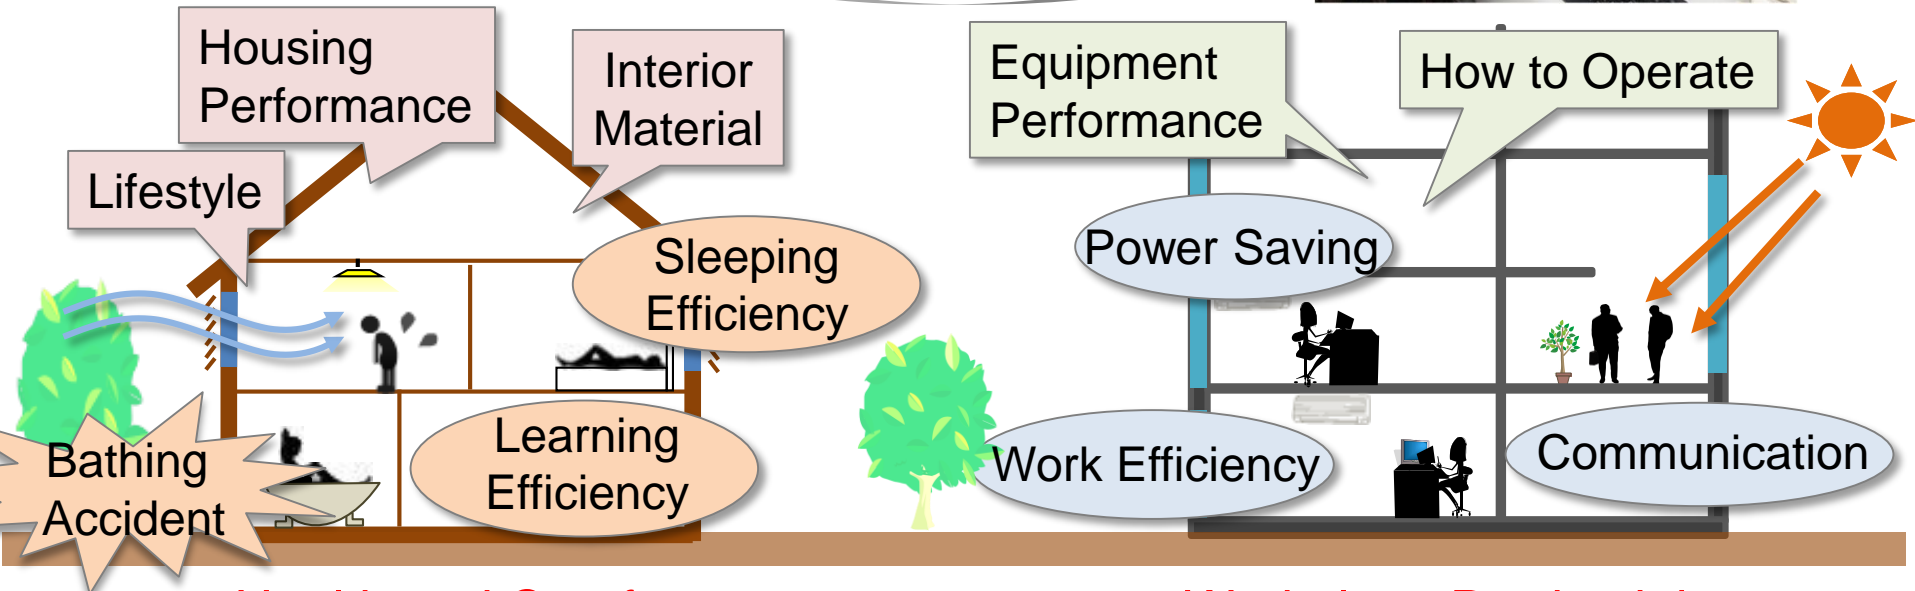 Housing
Performance
Interior
Material
Lifestyle
Sleeping
Efficiency
Learning
Efficiency
Bathing
Accident
Equipment
Performance
How to Operate
Power Saving
Work Efficiency
Communication